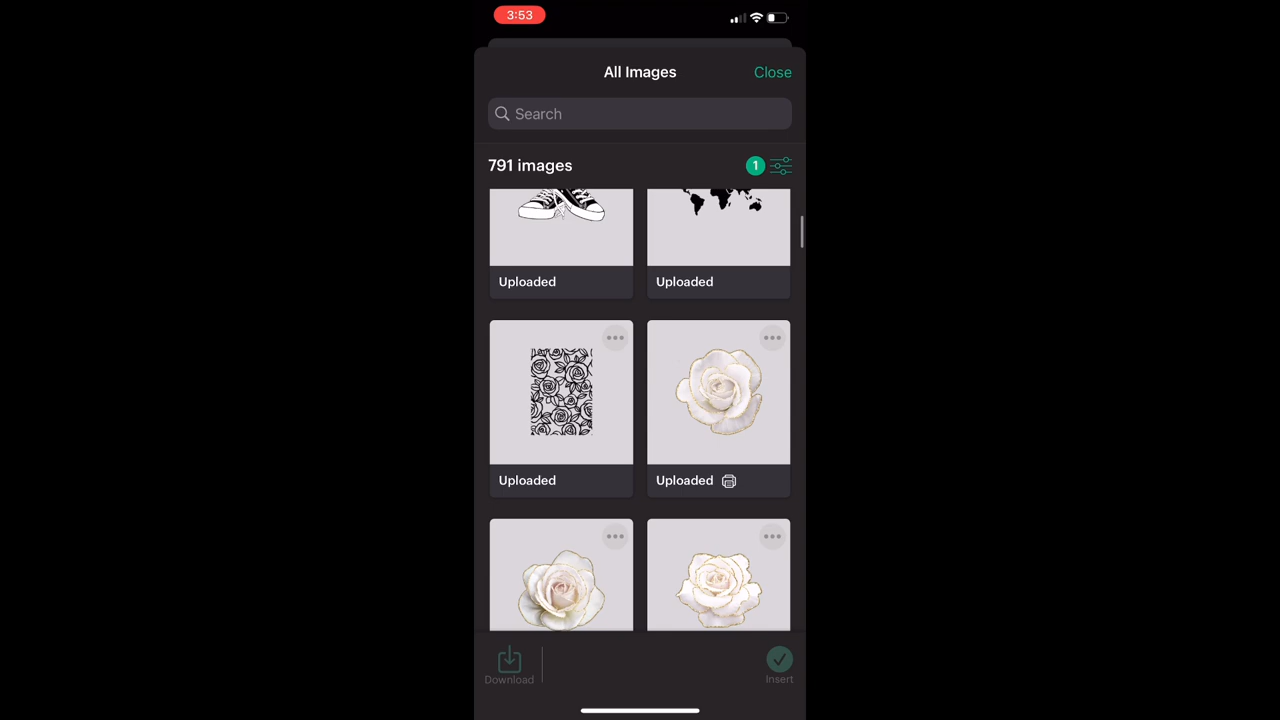 3:53
All Images
Close
Search
791 images
1
Uploaded
Uploaded
Uploaded
Uploaded
Download
Insert